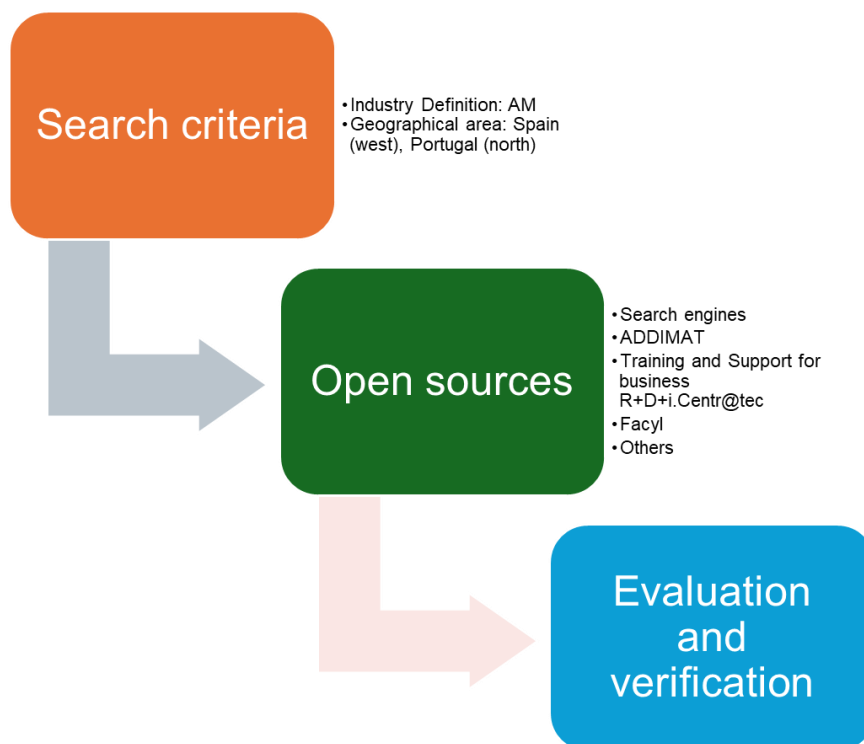 Search criteria
•Industry Definition: AM
•Geographical area: Spain
(west), Portugal (north)
Open sources
•Search engines
•ADDIMAT
•Training and Support for
business
R+D+i.Centr@tec
•Facyl
•Others
Evaluation
and
verification